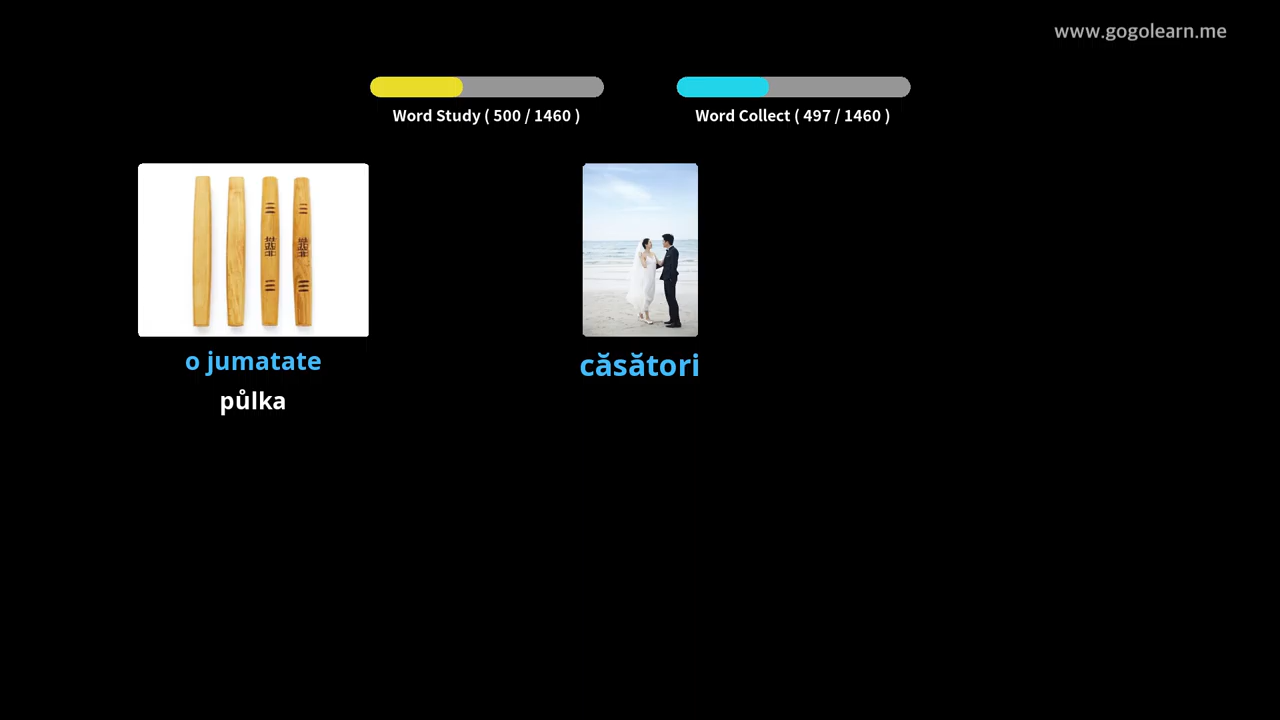 www.gogolearn.me
Word Study ( 500 / 1460 )
Word Collect ( 497 / 1460 )
o jumatate
půlka
căsători